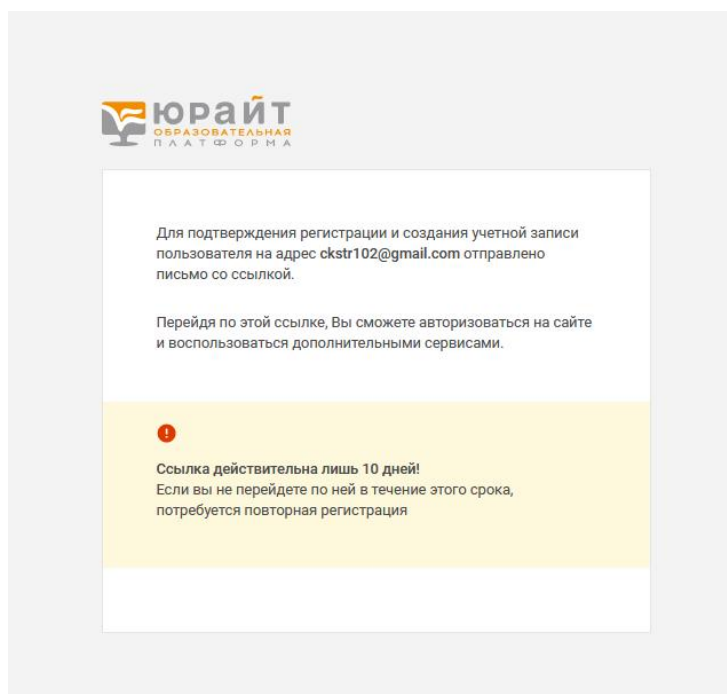 юрайт
ОБРАЗОВАТЕЛЬНАЯ
ПЛАТФОРМА
Для подтверждения регистрации и создания учетной записи
пользователя на адрес ckstr102@gmail.com отправлено
письмо со ссылкой.
Перейдя по этой ссылке, Вы сможете авторизоваться на сайте
и воспользоваться дополнительными сервисами.
Ссылка действительна лишь 10 дней!
Если вы не перейдете по ней в течение этого срока,
потребуется повторная регистрация